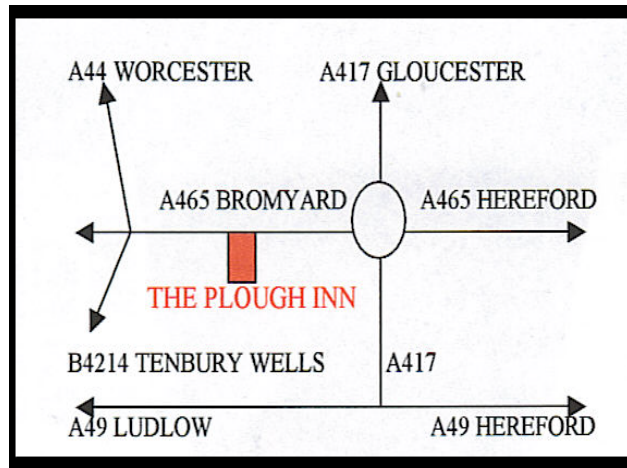 A44 WORCESTER
A417 GLOUCESTER
A465 BROMYARD
A465 HEREFORD
THE PLOUGH INN
B4214 TENBURY WELLS
A417
A49 LUDLOW
A49 HEREFORD